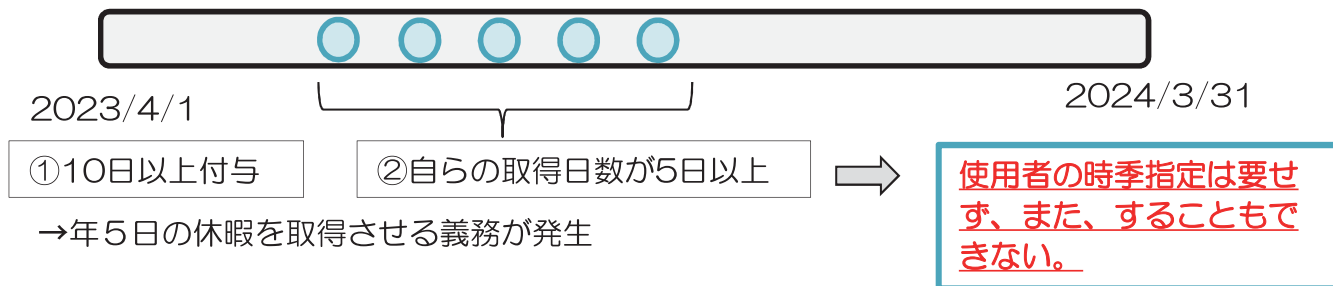 2023/4/1
2024/3/31
①10日以上付与
②自らの取得日数が5日以上
→年５日の休暇を取得させる義務が発生
使用者の時季指定は要せ
ず、また、することもで
きない。